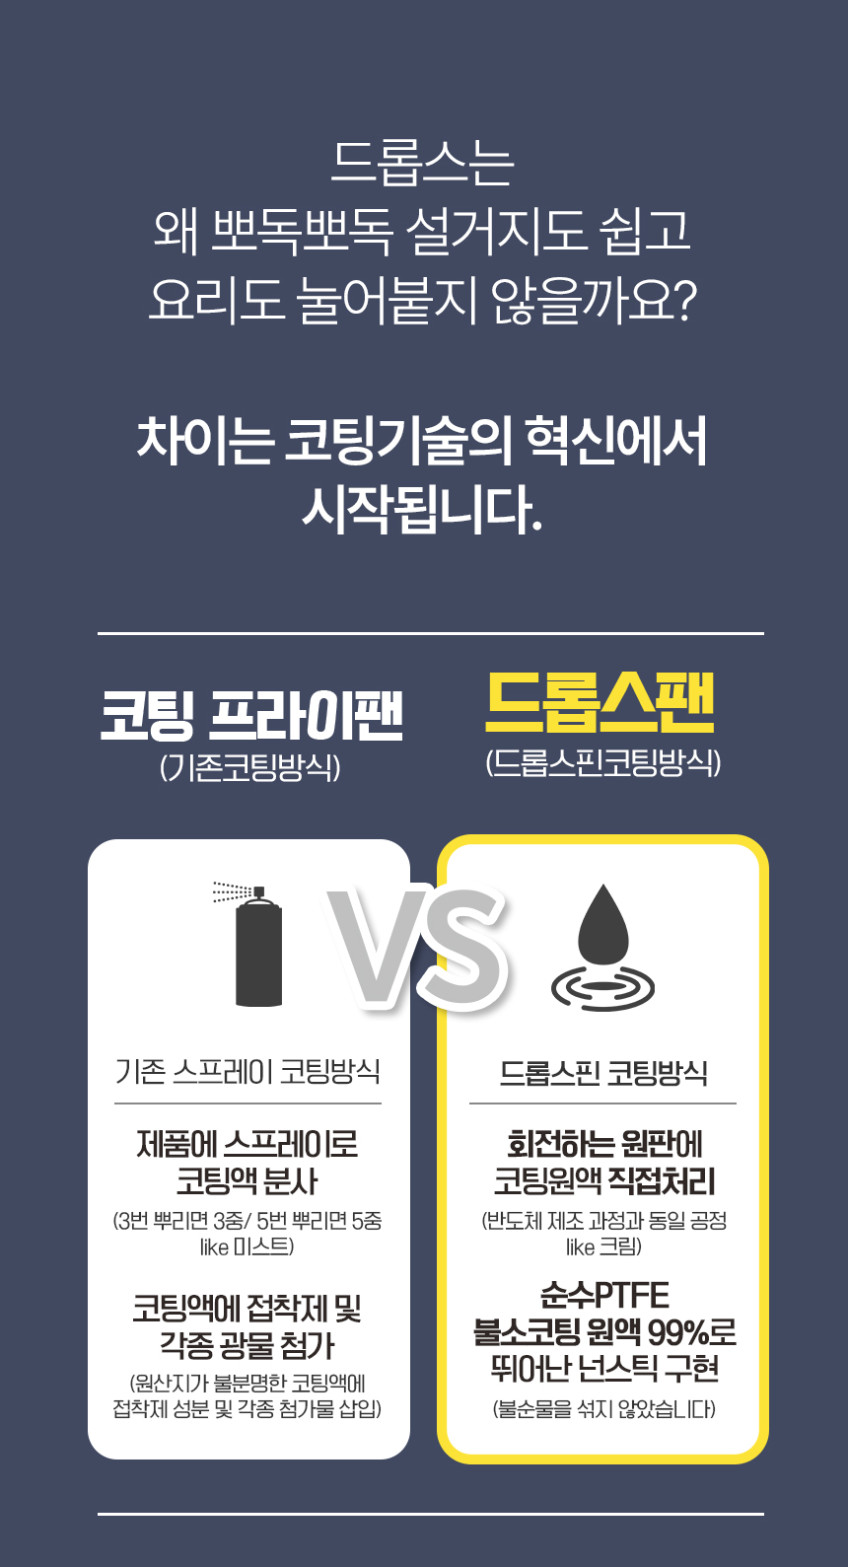 드롭스는
왜 뽀독뽀독 설거지도 쉽고
요리도 눌어붙지 않을까요?
차이는 코팅기술의 혁신에서
시작됩니다.
코팅 프라이팬
(기존코팅방식)
드롭스팬
(드롭스핀코팅방식)
VS
기존 스프레이 코팅방식
제품에 스프레이로
코팅액 분사
(3번 뿌리면 3중/ 5번 뿌리면 5중
like 미스트)
코팅액에 접착제 및
각종 광물 첨가
(원산지가 불분명한 코팅액에
접착제 성분 및 각종 첨가물 삽입)
드롭스핀 코팅방식
회전하는 원판에
코팅원액 직접처리
(반도체 제조 과정과 동일 공정
like 크림)
순수PTFE
불소코팅 원액 99%로
뛰어난 넌스틱 구현
(불순물을 섞지 않았습니다)